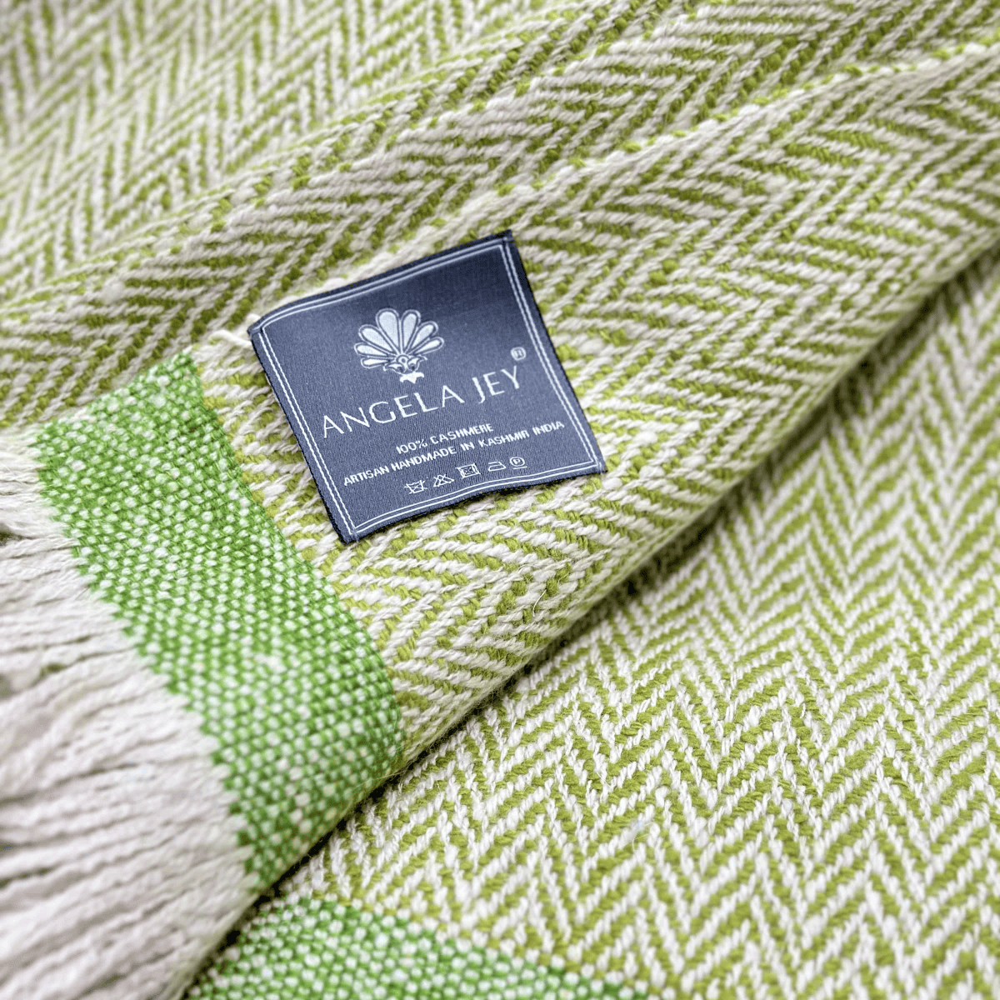 ANGELA JEY®
100% CASHMERE
ARTISAN HANDMADE IN KASHMIR INDIA
P